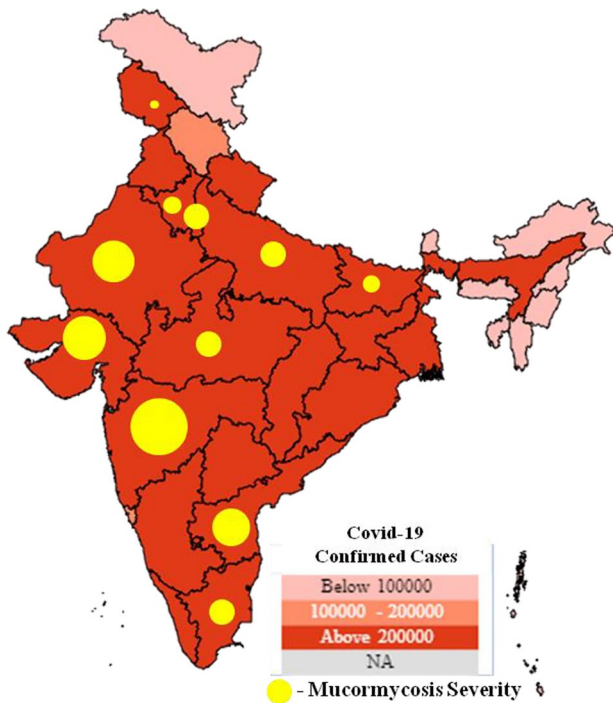 Covid-19
Confirmed Cases
Below 100000
100000 - 200000
Above 200000
NA
- Mucormycosis Severity